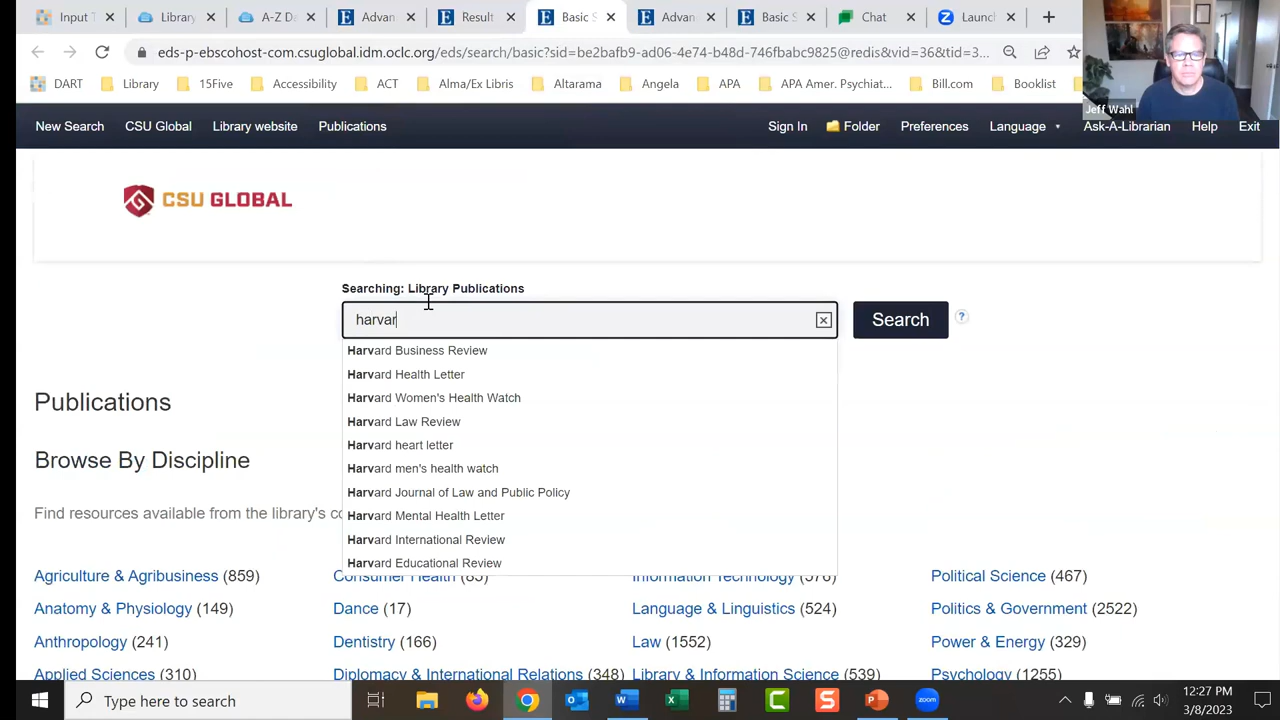 Input T
Library
A-Z Da
Advan
Result
Basic S
Advan
Basic S
Chat
Launc
eds-p-ebscohost-com.csuglobal.idm.oclc.org/eds/search/basic?sid=be2bafb9-ad06-4e74-b48d-746fbabc9825@redis&vid=36&tid=3...
DART
Library
15Five
Accessibility
ACT
Alma/Ex Libris
Altarama
Angela
APA
APA Amer. Psychiat...
Bill.com
Booklist
Jeff Wahl
New Search
CSU Global
Library website
Publications
Sign In
Folder
Preferences
Language
Ask-A-Librarian
Help
Exit
CSU GLOBAL
Searching: Library Publications
harvar
Search
?
Harvard Business Review
Harvard Health Letter
Harvard Women's Health Watch
Harvard Law Review
Harvard heart letter
Harvard men's health watch
Harvard Journal of Law and Public Policy
Harvard Mental Health Letter
Harvard International Review
Harvard Educational Review
Publications
Browse By Discipline
Find resources available from the library's co
Agriculture & Agribusiness (859)
Consumer Health (85)
Information Technology (576)
Political Science (467)
Anatomy & Physiology (149)
Dance (17)
Language & Linguistics (524)
Politics & Government (2522)
Anthropology (241)
Dentistry (166)
Law (1552)
Power & Energy (329)
Applied Sciences (310)
Diplomacy & International Relations (348)
Library & Information Science (539)
Psychology (1255)
Type here to search
zoom
12:27 PM
3/8/2023